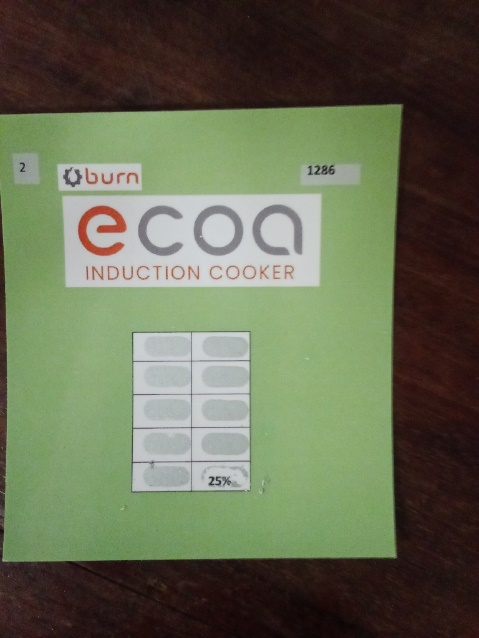 2
burn
1286
ecoa
INDUCTION COOKER
25%